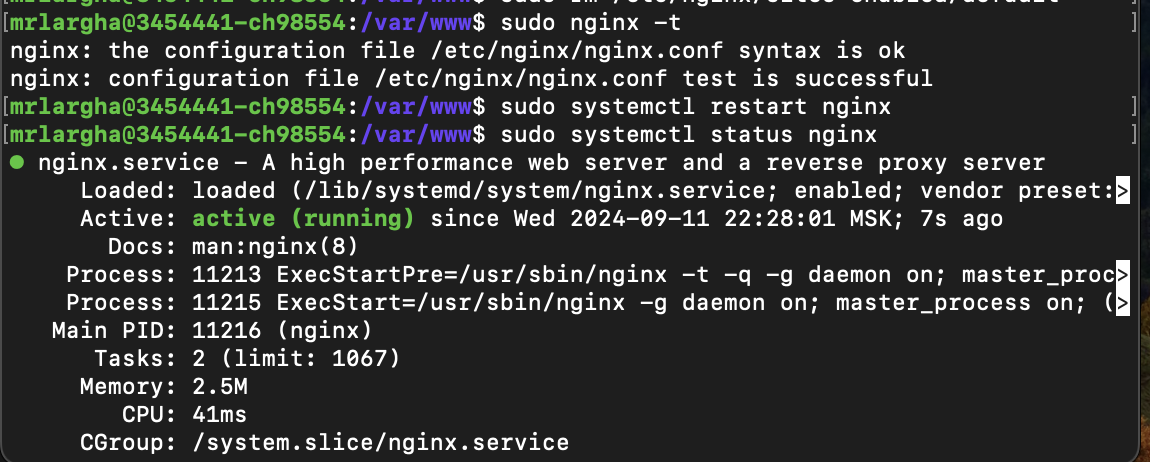 [mrlargha@3454441-ch98554:/var/www$ sudo nginx -t ]
nginx: the configuration file /etc/nginx/nginx.conf syntax is ok
nginx: configuration file /etc/nginx/nginx.conf test is successful
[mrlargha@3454441-ch98554:/var/www$ sudo systemctl restart nginx ]
[mrlargha@3454441-ch98554:/var/www$ sudo systemctl status nginx ]
● nginx.service - A high performance web server and a reverse proxy server
Loaded: loaded (/lib/systemd/system/nginx.service; enabled; vendor preset:>
Active: active (running) since Wed 2024-09-11 22:28:01 MSK; 7s ago
Docs: man:nginx(8)
Process: 11213 ExecStartPre=/usr/sbin/nginx -t -q -g daemon on; master_proc>
Process: 11215 ExecStart=/usr/sbin/nginx -g daemon on; master_process on; (>
Main PID: 11216 (nginx)
Tasks: 2 (limit: 1067)
Memory: 2.5M
CPU: 41ms
CGroup: /system.slice/nginx.service